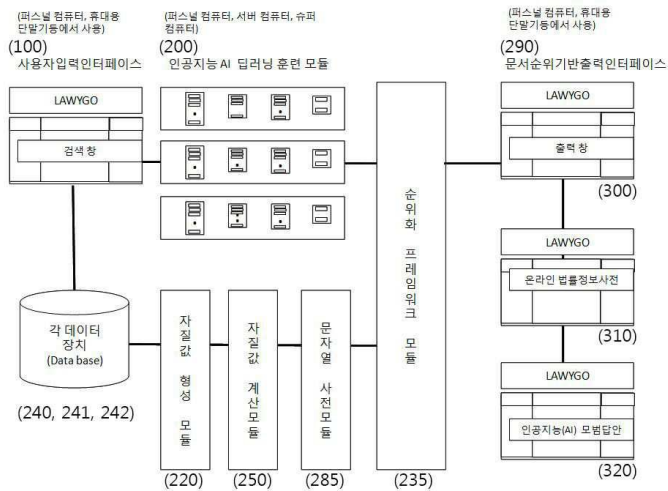 (퍼스널 컴퓨터, 휴대용
단말기등에서 사용)
(100)
사용자입력인터페이스
LAWYGO
검색 창
각 데이터
장치
(Data base)
(240, 241, 242)
(퍼스널 컴퓨터, 서버 컴퓨터, 슈퍼
컴퓨터)
(200)
인공지능AI 딥러닝 훈련 모듈
자질값 형성 모듈
(220)
자질값 계산모듈
(250)
문자열 사전모듈
(285)
순위화 프레임워크 모듈
(235)
(퍼스널 컴퓨터, 휴대용
단말기등에서 사용)
(290)
문서순위기반출력인터페이스
LAWYGO
출력 창
(300)
LAWYGO
온라인 법률정보사전
(310)
LAWYGO
인공지능(AI) 모범답안
(320)